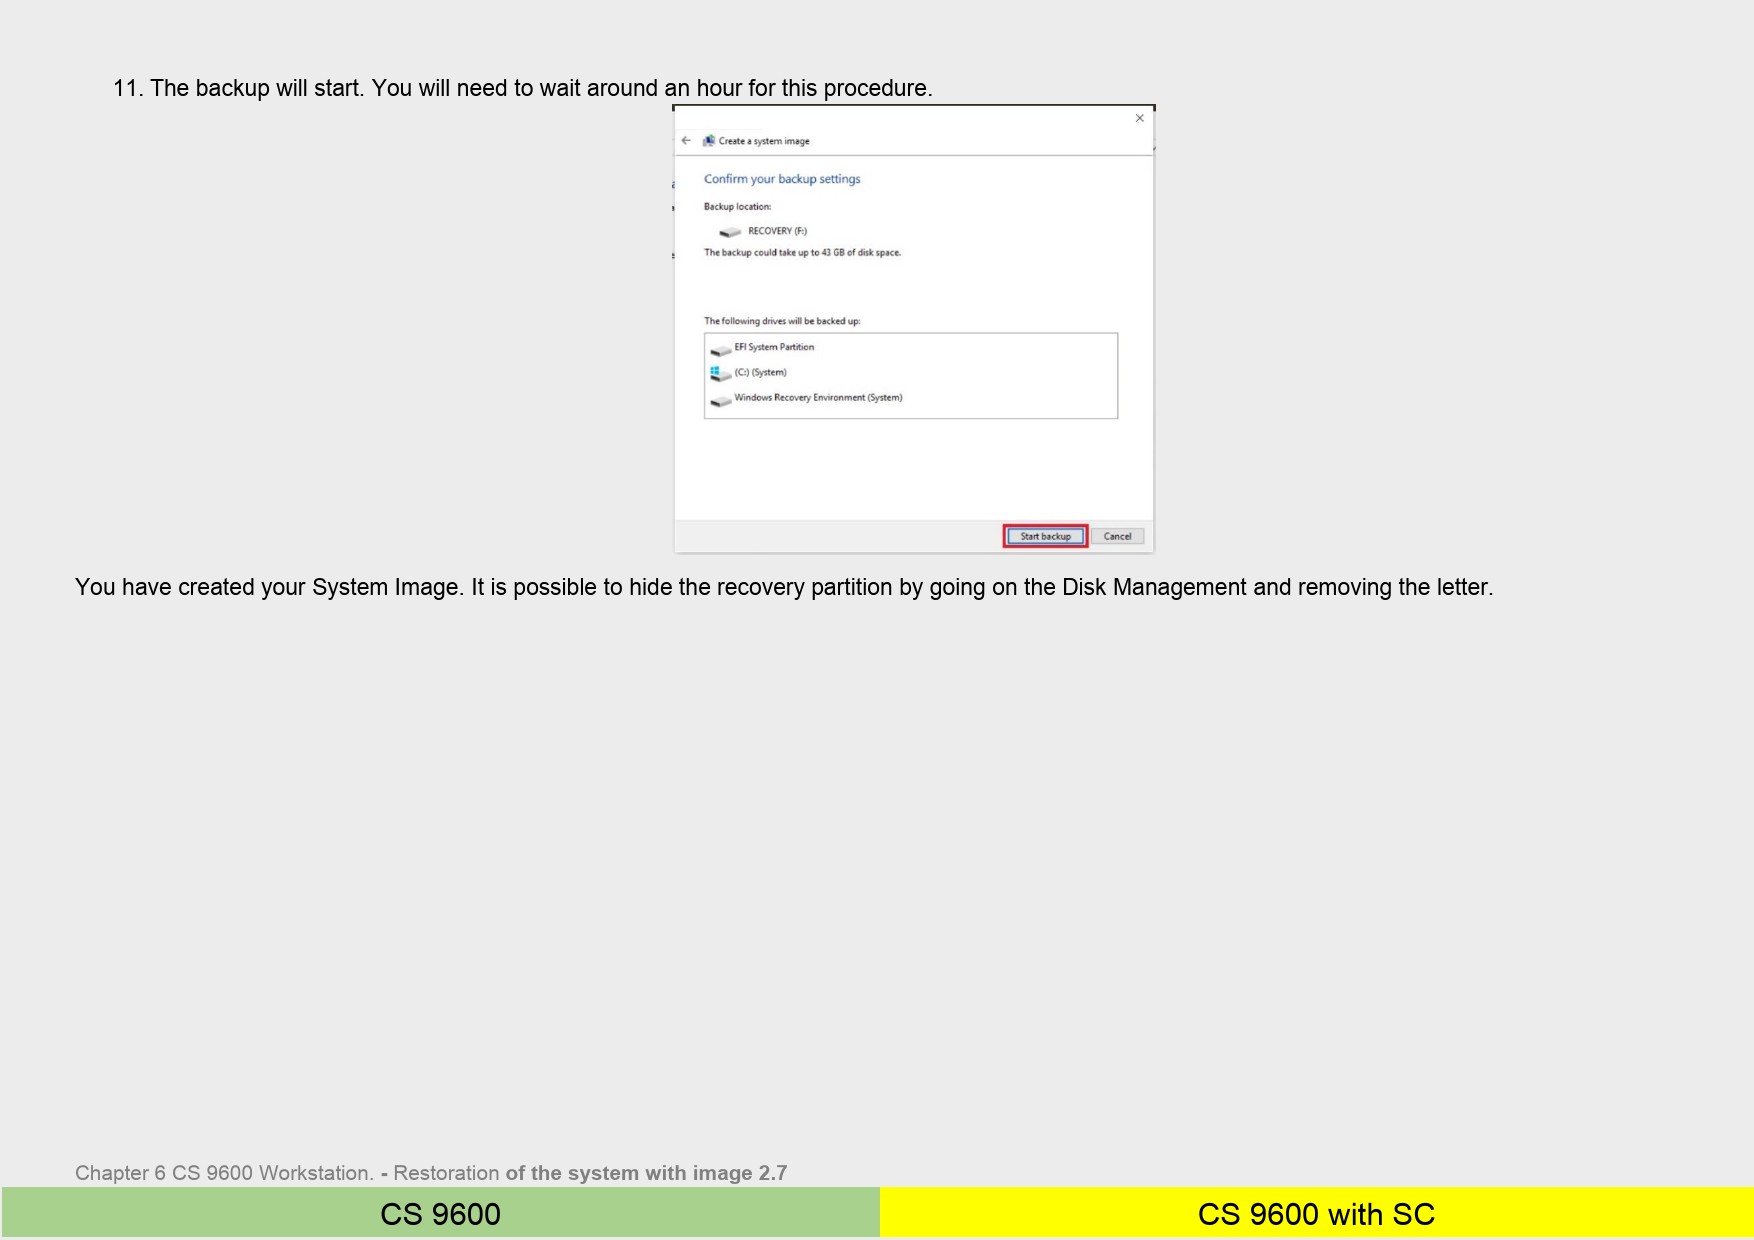 11. The backup will start. You will need to wait around an hour for this procedure.
Create a system image
Confirm your backup settings
Backup location:
RECOVERY (F:)
The backup could take up to 43 GB of disk space.
The following drives will be backed up:
EFI System Partition
(C:) (System)
Windows Recovery Environment (System)
Start backup Cancel
You have created your System Image. It is possible to hide the recovery partition by going on the Disk Management and removing the letter.
Chapter 6 CS 9600 Workstation. - Restoration of the system with image 2.7
CS 9600 CS 9600 with SC